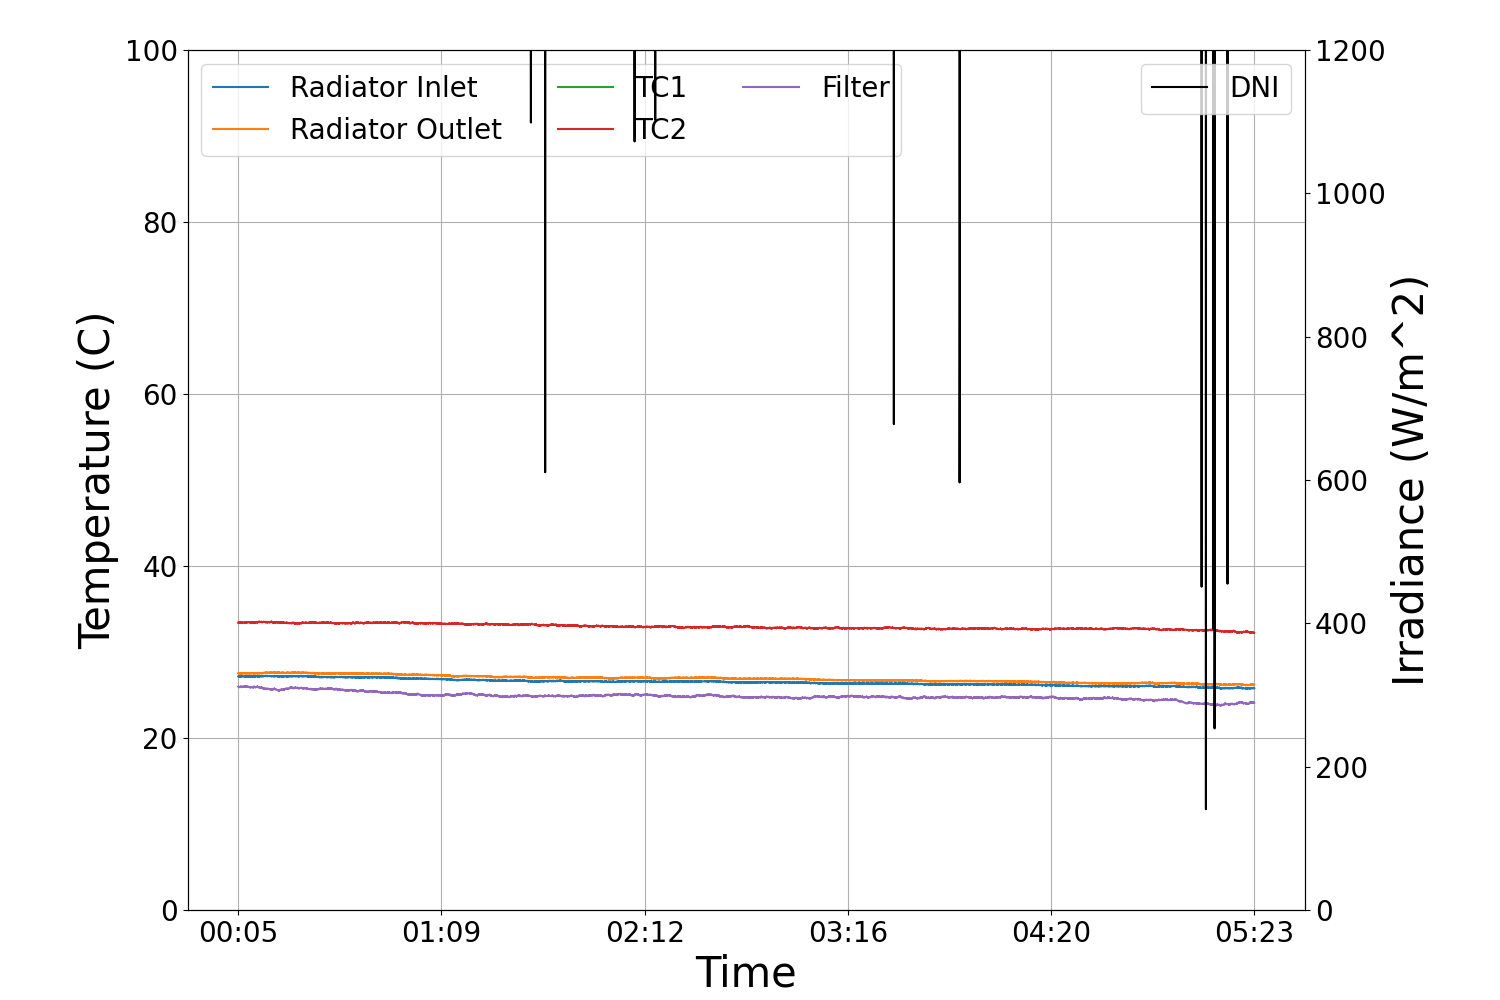 100
80
60
40
20
0
Temperature (C)
Radiator Inlet
Radiator Outlet
TC1
TC2
Filter
DNI
1200
1000
800
600
400
200
0
Irradiance (W/m^2)
00:05 01:09 02:12 03:16 04:20 05:23
Time